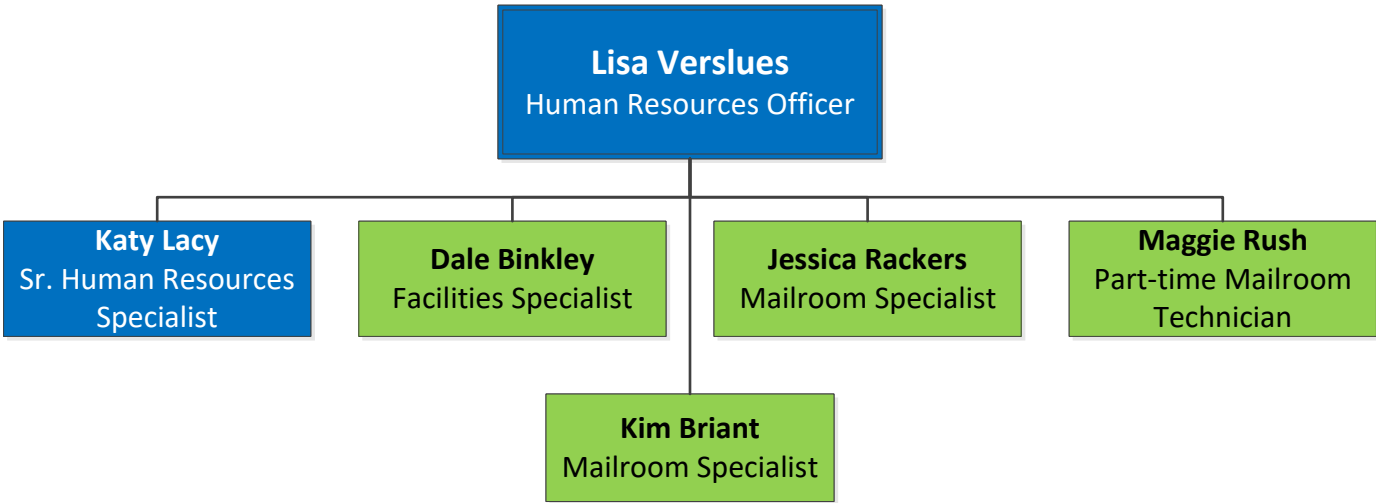 Lisa Verslues
Human Resources Officer
Katy Lacy
Sr. Human Resources
Specialist
Dale Binkley
Facilities Specialist
Jessica Rackers
Mailroom Specialist
Maggie Rush
Part-time Mailroom
Technician
Kim Briant
Mailroom Specialist